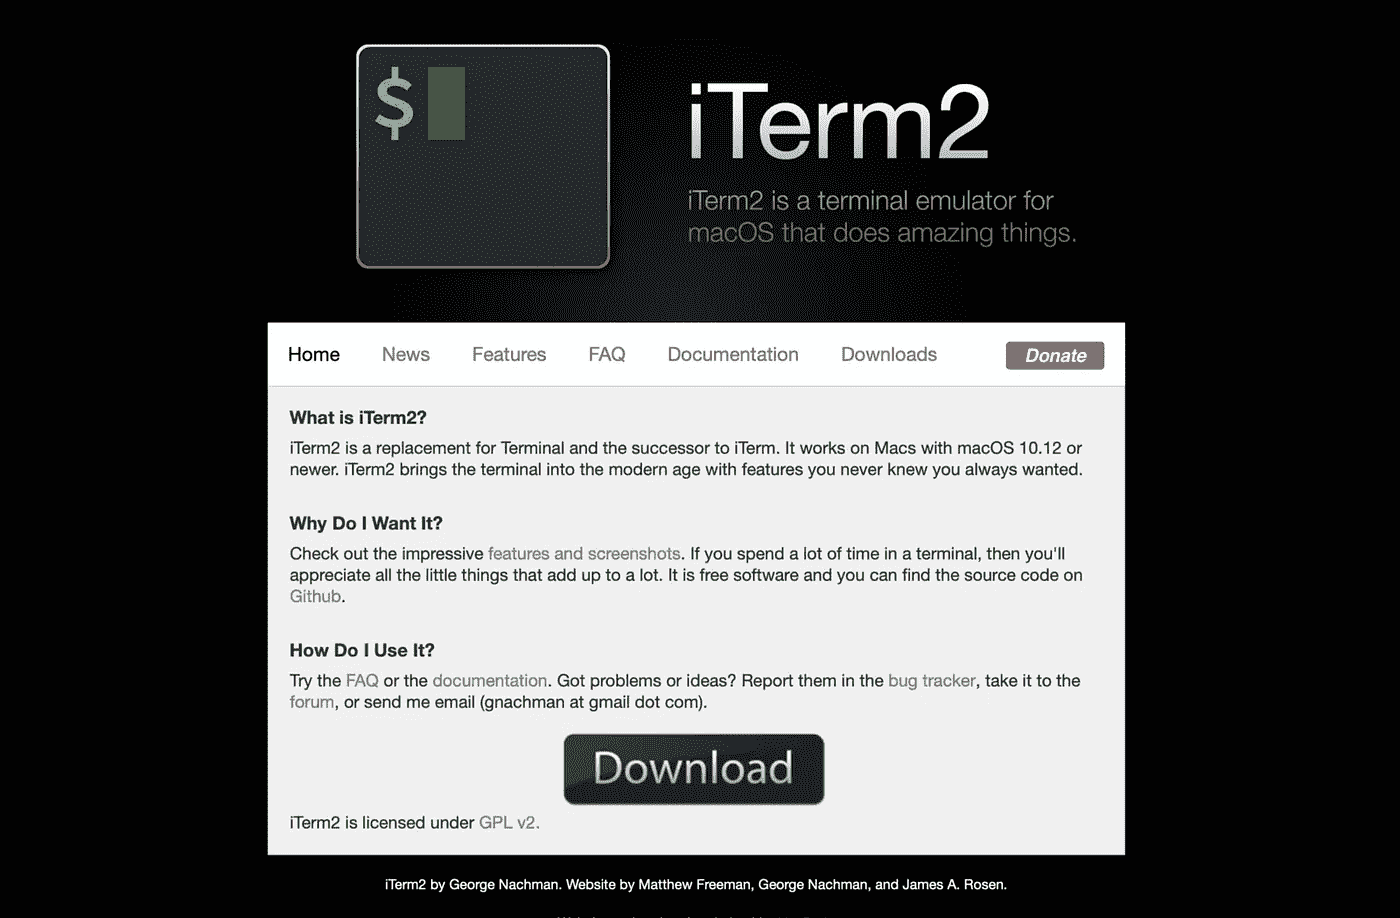 $
iTerm2
iTerm2 is a terminal emulator for
macOS that does amazing things.
Home News Features FAQ Documentation Downloads Donate
What is iTerm2?
iTerm2 is a replacement for Terminal and the successor to iTerm. It works on Macs with macOS 10.12 or
newer. iTerm2 brings the terminal into the modern age with features you never knew you always wanted.
Why Do I Want It?
Check out the impressive features and screenshots. If you spend a lot of time in a terminal, then you'll
appreciate all the little things that add up to a lot. It is free software and you can find the source code on
Github.
How Do I Use It?
Try the FAQ or the documentation. Got problems or ideas? Report them in the bug tracker, take it to the
forum, or send me email (gnachman at gmail dot com).
Download
iTerm2 is licensed under GPL v2.
iTerm2 by George Nachman. Website by Matthew Freeman, George Nachman, and James A. Rosen.